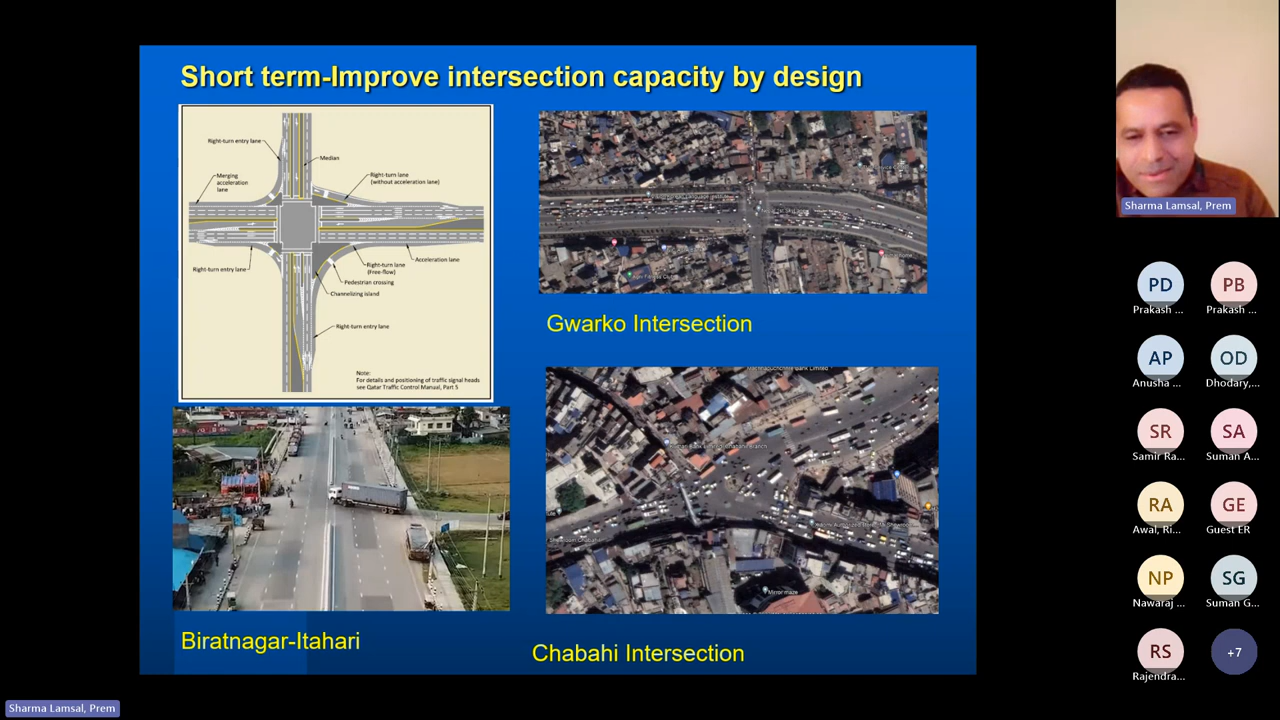 Short term-Improve intersection capacity by design
Right-turn entry lane
Median
Merging
acceleration
lane
Right-turn lane
(without acceleration lane)
Right-turn entry lane
Right-turn lane
(Free-flow)
Acceleration lane
Pedestrian crossing
Channelizing island
Right-turn entry lane
Note:
For details and positioning of traffic signal heads
see Qatar Traffic Control Manual, Part 5
Gwarko Intersection
Biratnagar-Itahari
Chabahi Intersection
Sharma Lamsal, Prem
PD
Prakash ...
PB
Prakash ...
AP
Anusha ...
OD
Dhodary,...
SR
Samir Ra...
SA
Suman A...
RA
Awal, Ri...
GE
Guest ER
NP
Nawaraj ...
SG
Suman G...
RS
Rajendra...
+7
Sharma Lamsal, Prem